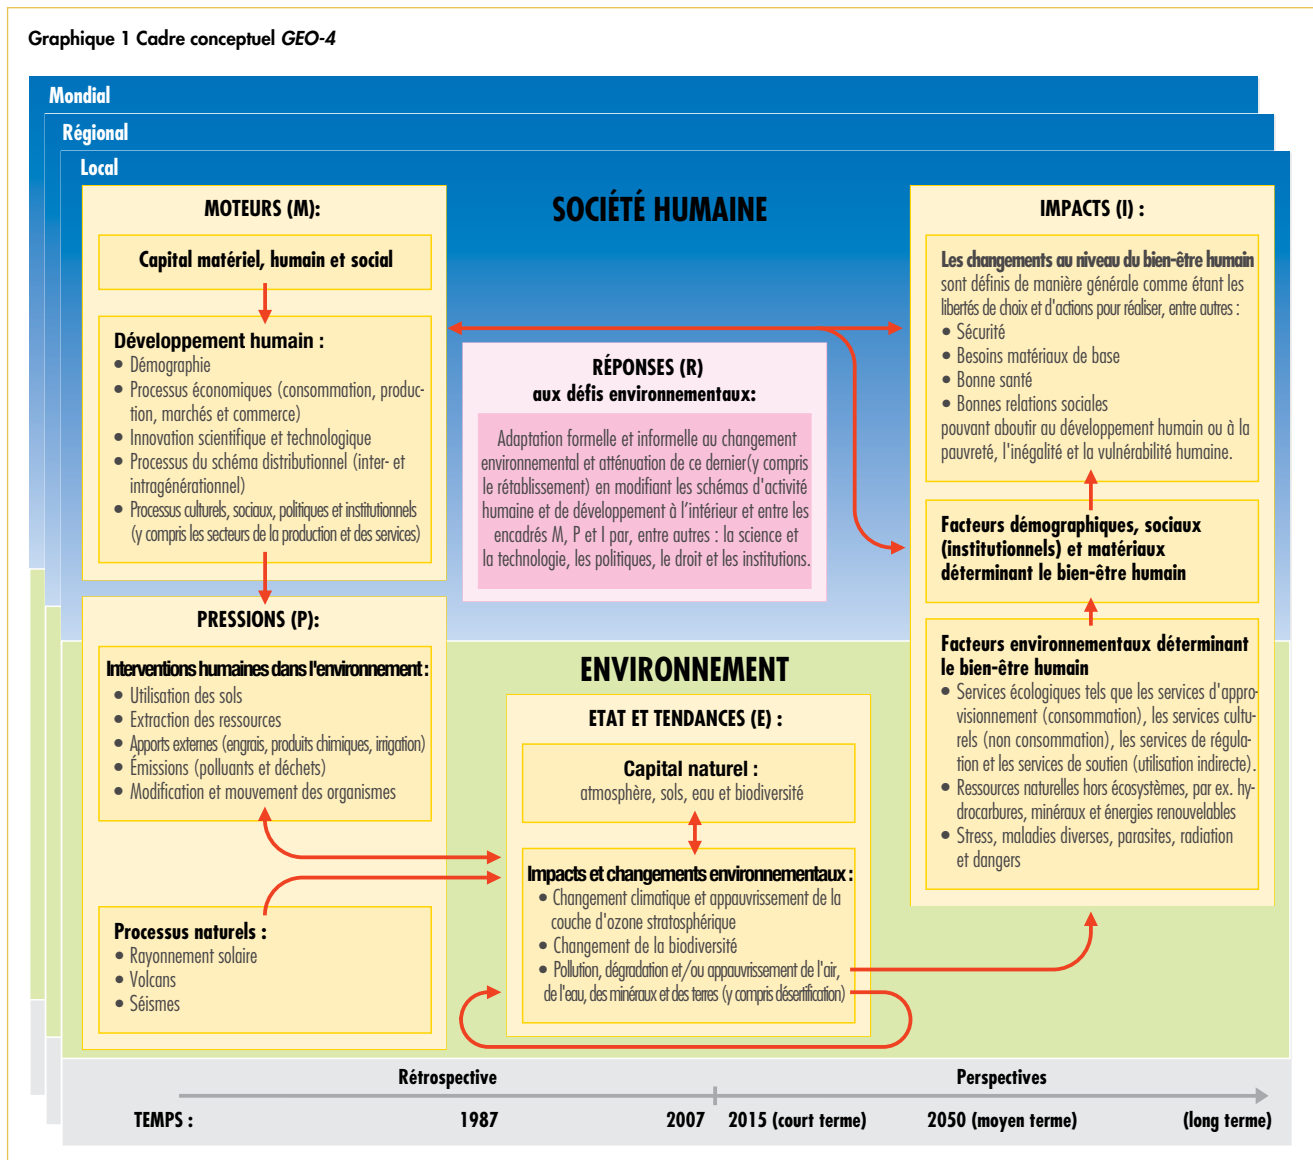 Graphique 1 Cadre conceptuel GEO-4
Mondial
Régional
Local
SOCIÉTÉ HUMAINE
MOTEURS (M):
Capital matériel, humain et social
Développement humain :
• Démographie
• Processus économiques (consommation, produc-
tion, marchés et commerce)
• Innovation scientifique et technologique
• Processus du schéma distributionnel (inter- et
intragénérationnel)
• Processus culturels, sociaux, politiques et institutionnels
(y compris les secteurs de la production et des services)
PRESSIONS (P):
Interventions humaines dans l'environnement :
• Utilisation des sols
• Extraction des ressources
• Apports externes (engrais, produits chimiques, irrigation)
• Émissions (polluants et déchets)
• Modification et mouvement des organismes
Processus naturels :
• Rayonnement solaire
• Volcans
• Séismes
RÉPONSES (R)
aux défis environnementaux:
Adaptation formelle et informelle au changement
environnemental et atténuation de ce dernier(y compris
le rétablissement) en modifiant les schémas d'activité
humaine et de développement à l'intérieur et entre les
encadrés M, P et I par, entre autres : la science et
la technologie, les politiques, le droit et les institutions.
ENVIRONNEMENT
ETAT ET TENDANCES (E) :
Capital naturel :
atmosphère, sols, eau et biodiversité
Impacts et changements environnementaux :
• Changement climatique et appauvrissement de la
couche d'ozone stratosphérique
• Changement de la biodiversité
• Pollution, dégradation et/ou appauvrissement de l'air,
de l'eau, des minéraux et des terres (y compris désertification)
IMPACTS (I) :
Les changements au niveau du bien-être humain
sont définis de manière générale comme étant les
libertés de choix et d'actions pour réaliser, entre autres :
• Sécurité
• Besoins matériaux de base
• Bonne santé
• Bonnes relations sociales
pouvant aboutir au développement humain ou à la
pauvreté, l'inégalité et la vulnérabilité humaine.
Facteurs démographiques, sociaux
(institutionnels) et matériaux
déterminant le bien-être humain
Facteurs environnementaux déterminant
le bien-être humain
• Services écologiques tels que les services d'appro-
visionnement (consommation), les services cultu-
rels (non consommation), les services de régula-
tion et les services de soutien (utilisation indirecte).
• Ressources naturelles hors écosystèmes, par ex. hy-
drocarbures, minéraux et énergies renouvelables
• Stress, maladies diverses, parasites, radiation
et dangers
Rétrospective
Perspectives
TEMPS :
1987
2007
2015 (court terme)
2050 (moyen terme)
(long terme)